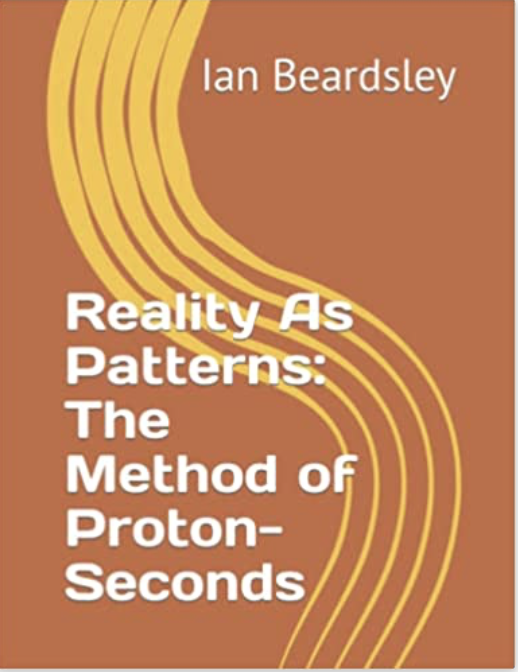 Ian Beardsley
Reality As
Patterns:
The
Method of
Proton-
Seconds